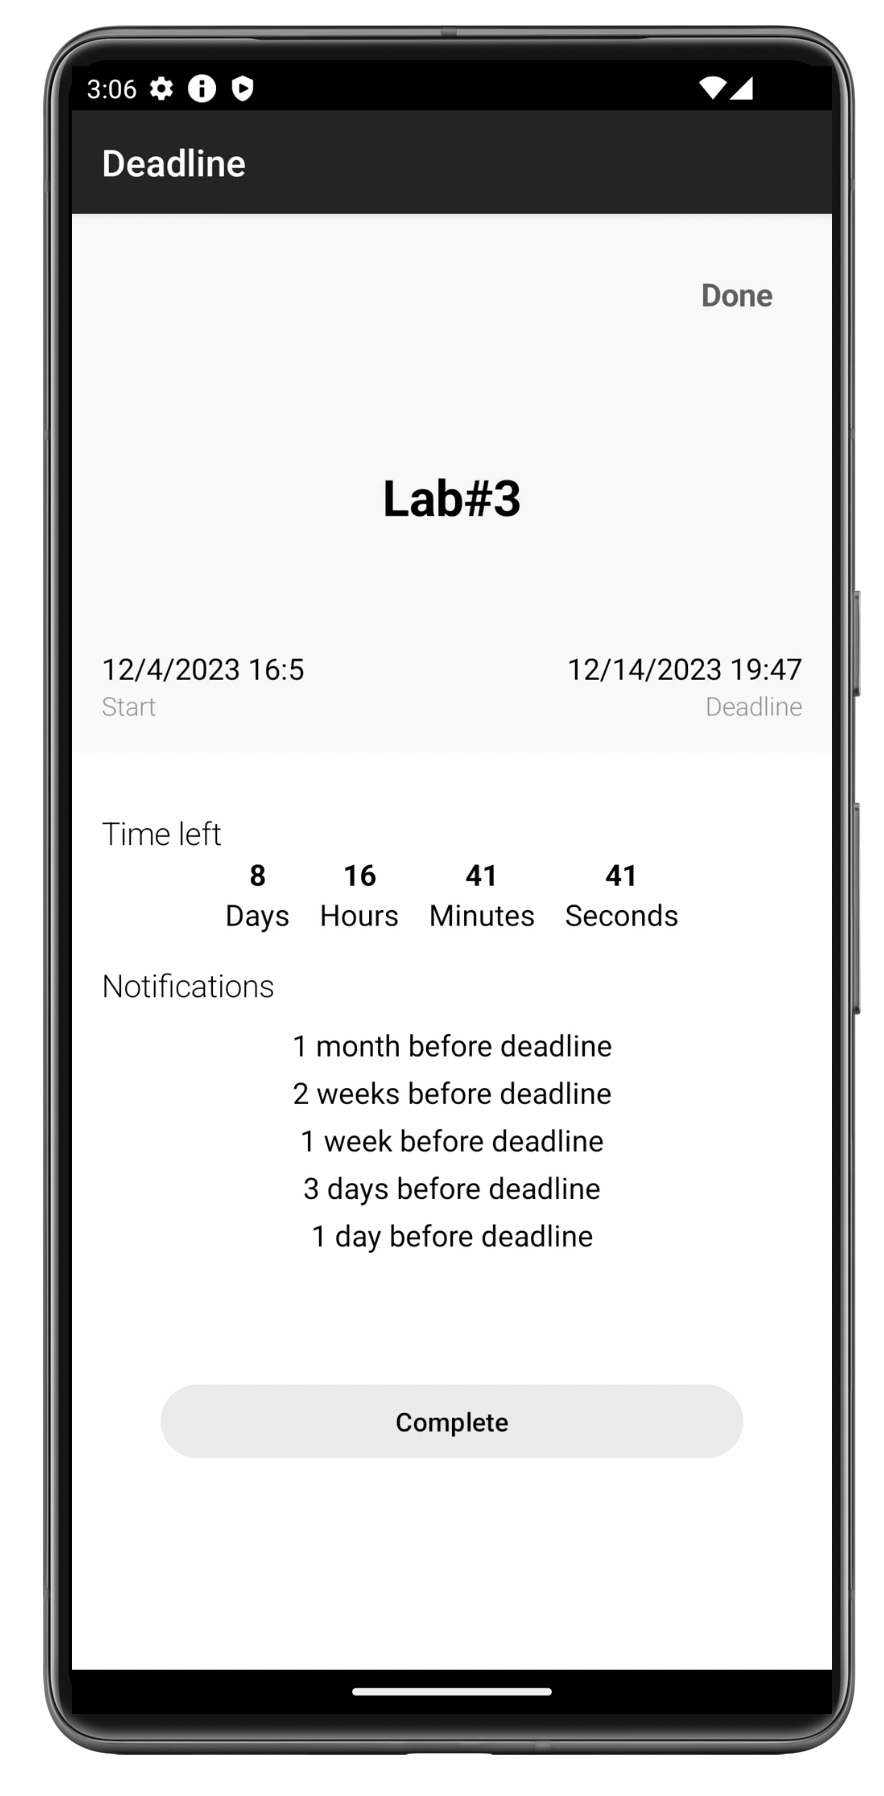 3:06
Deadline
Done
Lab#3
12/4/2023 16:5 12/14/2023 19:47
Start Deadline
Time left
8 16 41 41
Days Hours Minutes Seconds
Notifications
1 month before deadline
2 weeks before deadline
1 week before deadline
3 days before deadline
1 day before deadline
Complete